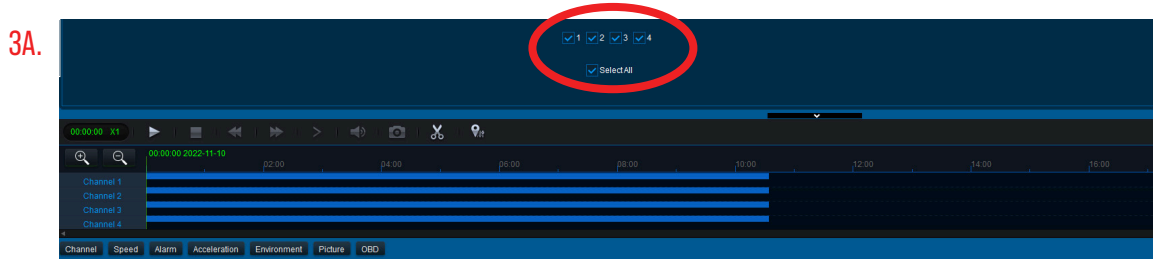 3A.
1 2 3 4
Select All
00:00:00 X1
00:00:00 2022-11-10
02:00 04:00 06:00 08:00 10:00 12:00 14:00 16:00
Channel 1
Channel 2
Channel 3
Channel 4
Channel Speed Alarm Acceleration Environment Picture OBD